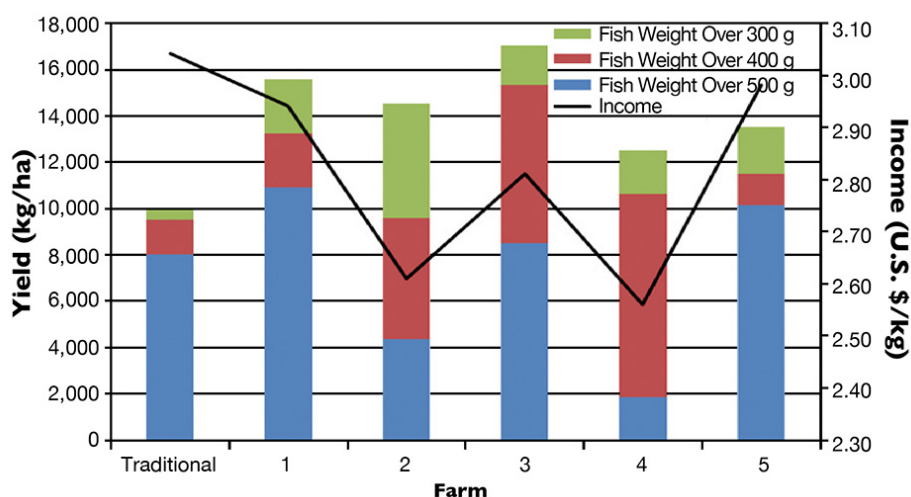 18,000
16,000
14,000
12,000
10,000
8,000
6,000
4,000
2,000
0
Yield (kg/ha)
Fish Weight Over 300 g
Fish Weight Over 400 g
Fish Weight Over 500 g
Income
3.10
3.00
2.90
2.80
2.70
2.60
2.50
2.40
2.30
Income (U.S. $/kg)
Traditional 1 2 3 4 5
Farm